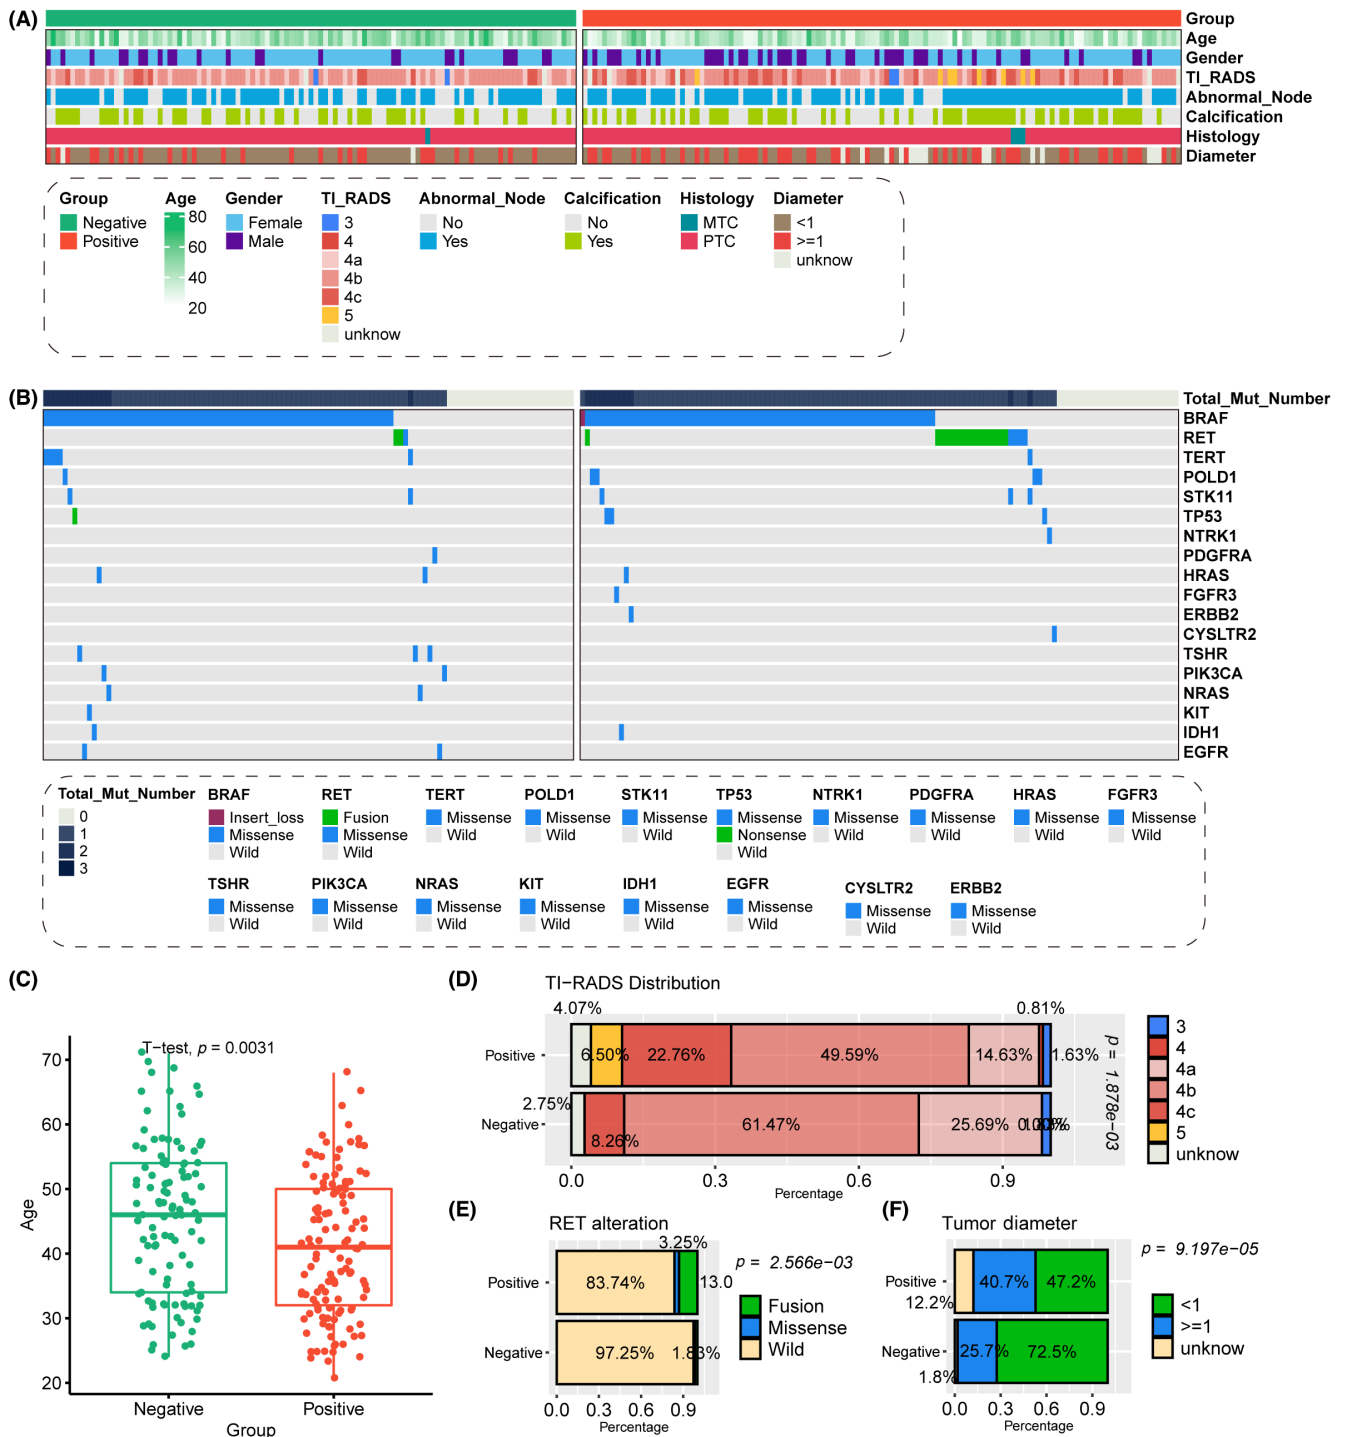 (A)
Group
Age
Gender
TI_RADS
Abnormal_Node
Calcification
Histology
Diameter
Group Age Gender TI_RADS Abnormal_Node Calcification Histology Diameter
Negative 80 Female 3 No No MTC <1
Positive 60 Male 4 Yes Yes PTC >=1
40 4a unknow
20 4b
4c
5
unknow
(B)
Total_Mut_Number
BRAF
RET
TERT
POLD1
STK11
TP53
NTRK1
PDGFRA
HRAS
FGFR3
ERBB2
CYSLTR2
TSHR
PIK3CA
NRAS
KIT
IDH1
EGFR
Total_Mut_Number BRAF RET TERT POLD1 STK11 TP53 NTRK1 PDGFRA HRAS FGFR3
0 Insert_loss Fusion Missense Missense Missense Missense Missense Missense Missense Missense
1 Missense Missense Wild Wild Wild Nonsense Wild Wild Wild Wild
2 Wild Wild Wild
3
TSHR PIK3CA NRAS KIT IDH1 EGFR CYSLTR2 ERBB2
Missense Missense Missense Missense Missense Missense Missense Missense
Wild Wild Wild Wild Wild Wild Wild Wild
(C)
T-test, p = 0.0031
70
60
50
40
30
20
Age
Negative Positive
Group
(D)
TI-RADS Distribution
4.07% 0.81%
Positive 6.50% 22.76% 49.59% 14.63% 1.63%
2.75%
Negative 8.26% 61.47% 25.69%
0.0 0.3 0.6 0.9
Percentage
p = 1.878e-03
3
4
4a
4b
4c
5
unknow
(E)
RET alteration
3.25%
Positive 83.74% 13.0
Negative 97.25% 1.83%
0.0 0.3 0.6 0.9
Percentage
p = 2.566e-03
Fusion
Missense
Wild
(F)
Tumor diameter
Positive 40.7% 47.2%
12.2%
Negative 25.7% 72.5%
1.8%
0.0 0.3 0.6 0.9
Percentage
p = 9.197e-05
<1
>=1
unknow